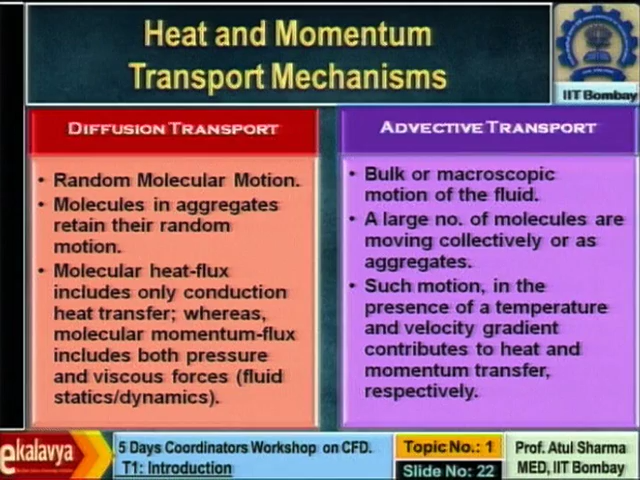 Heat and Momentum
Transport Mechanisms
IIT Bombay
DIFFUSION TRANSPORT
• Random Molecular Motion.
• Molecules in aggregates
retain their random
motion.
• Molecular heat-flux
includes only conduction
heat transfer; whereas,
molecular momentum-flux
includes both pressure
and viscous forces (fluid
statics/dynamics).
ADVECTIVE TRANSPORT
• Bulk or macroscopic
motion of the fluid.
• A large no. of molecules are
moving collectively or as
aggregates.
• Such motion, in the
presence of a temperature
and velocity gradient
contributes to heat and
momentum transfer,
respectively.
ekalavya
5 Days Coordinators Workshop on CFD.
T1: Introduction
Topic No.: 1
Slide No: 22
Prof. Atul Sharma
MED, IIT Bombay